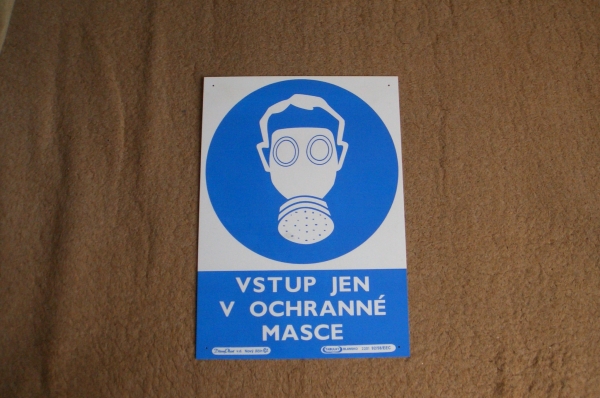 VSTUP JEN
V OCHRANNÉ
MASCE